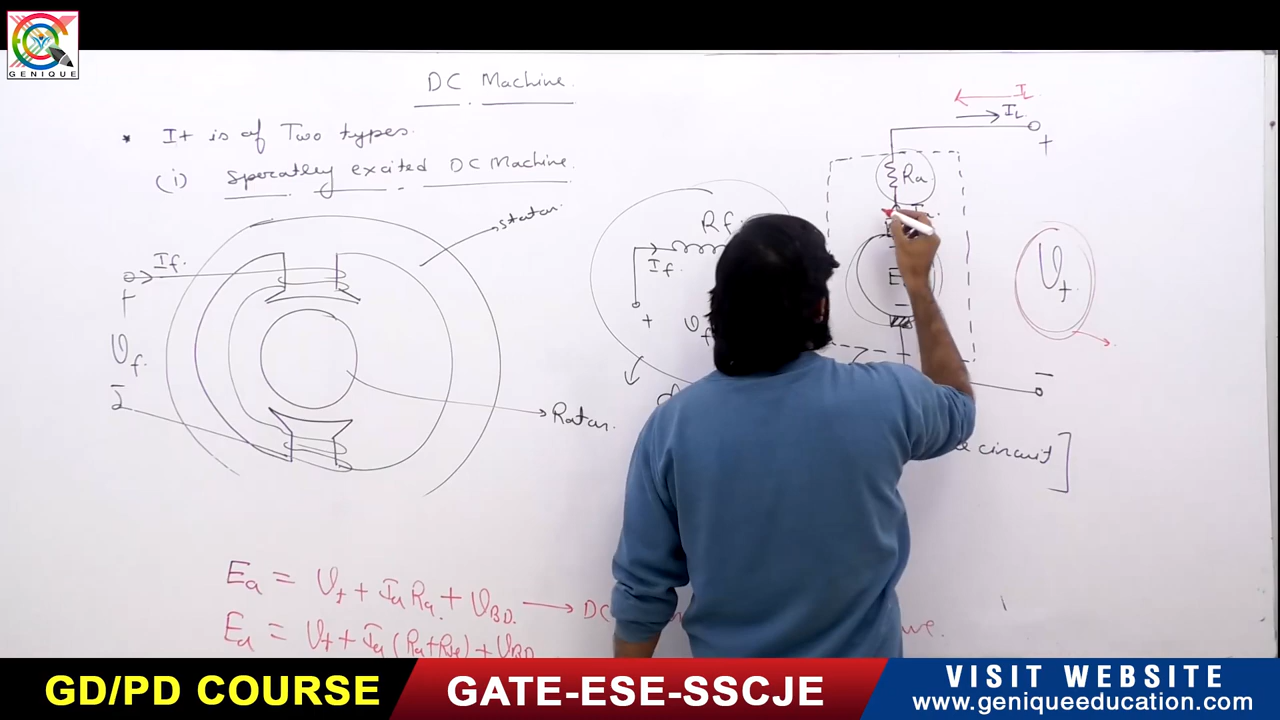 GENIQUE
DC Machine.
* It is of Two types.
(i) Speratley excited DC Machine.
stator.
If
+
Vf
-
Rotor.
IL
IL
+
Ra
Rf
If
+
Vf
-
Vt
-
circuit]
Ea = Vt + IaRa + VBD. → DC
Ea = Vt + Ia (Ra+Rse) + VBD
GD/PD COURSE
GATE-ESE-SSCJE
VISIT WEBSITE
www.geniqueeducation.com